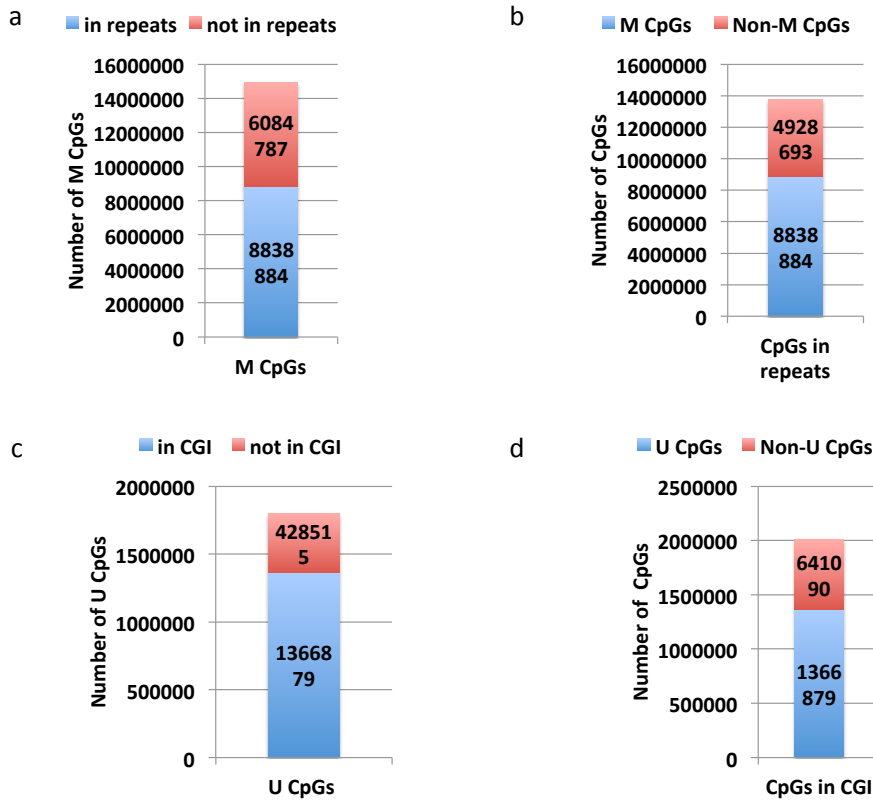 a
in repeats not in repeats
16000000
14000000
12000000
10000000
8000000
6000000
4000000
2000000
0
Number of M CpGs
6084
787
8838
884
M CpGs
b
M CpGs Non-M CpGs
16000000
14000000
12000000
10000000
8000000
6000000
4000000
2000000
0
Number of CpGs
4928
693
8838
884
CpGs in
repeats
c
in CGI not in CGI
2000000
1500000
1000000
500000
0
Number of U CpGs
42851
5
13668
79
U CpGs
d
U CpGs Non-U CpGs
2500000
2000000
1500000
1000000
500000
0
Number of CpGs
6410
90
1366
879
CpGs in CGI